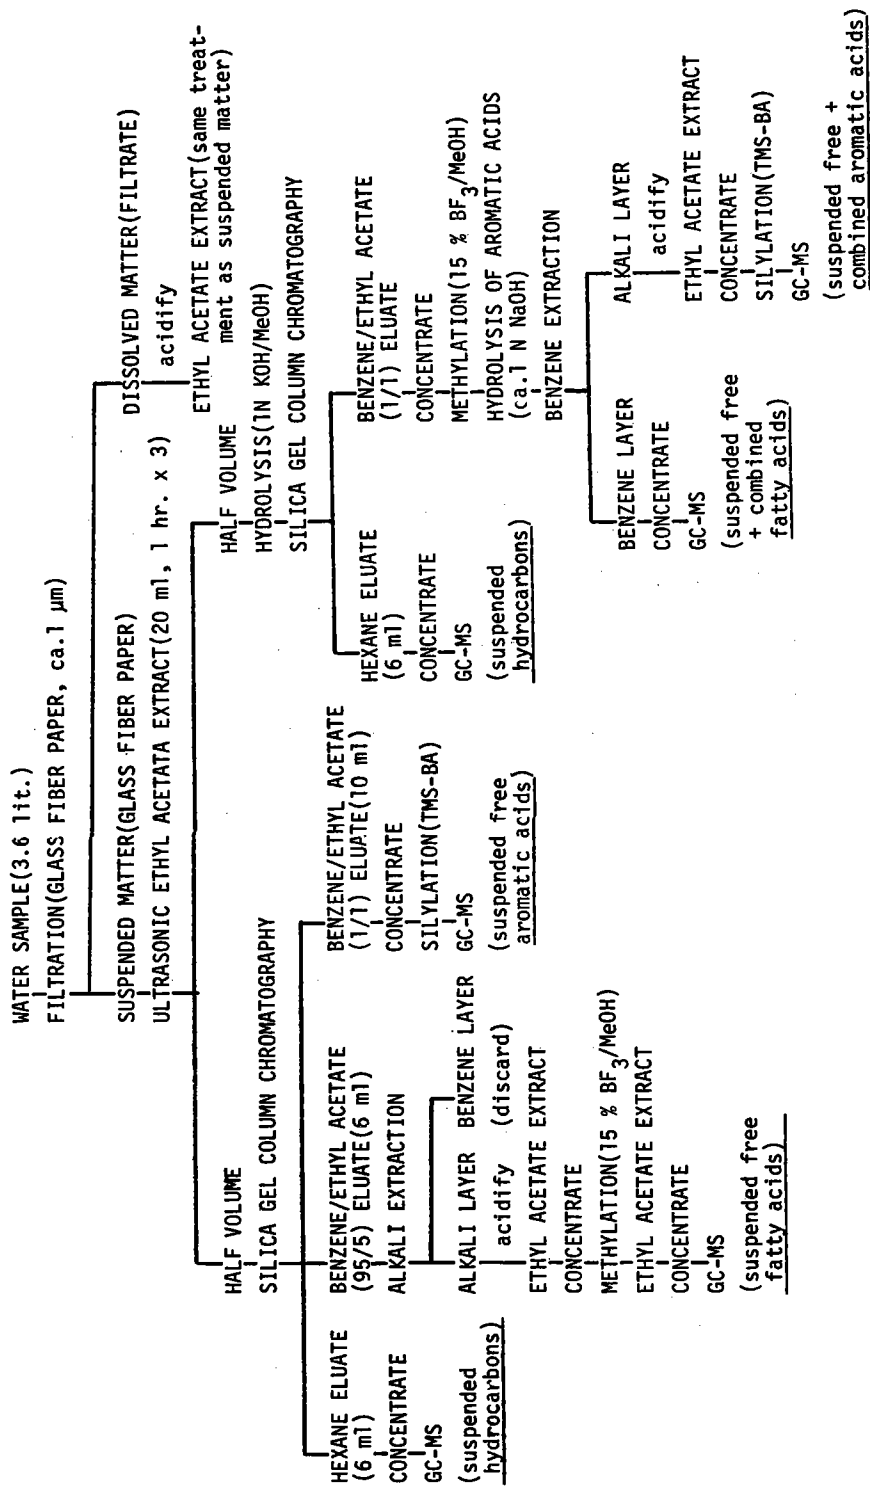 WATER SAMPLE(3.6 lit.)
FILTRATION(GLASS FIBER PAPER, ca.1 μm)
SUSPENDED MATTER(GLASS FIBER PAPER)
ULTRASONIC ETHYL ACETATA EXTRACT(20 ml, 1 hr. x 3)
DISSOLVED MATTER(FILTRATE)
acidify
ETHYL ACETATE EXTRACT(same treat-
ment as suspended matter)
HALF VOLUME
SILICA GEL COLUMN CHROMATOGRAPHY
HEXANE ELUATE
(6 ml)
CONCENTRATE
GC-MS
(suspended
hydrocarbons)
BENZENE/ETHYL ACETATE
(95/5) ELUATE(6 ml)
ALKALI EXTRACTION
ALKALI LAYER
acidify
BENZENE LAYER
(discard)
ETHYL ACETATE EXTRACT
CONCENTRATE
METHYLATION(15 % BF3/MeOH)
ETHYL ACETATE EXTRACT
CONCENTRATE
GC-MS
(suspended free
fatty acids)
BENZENE/ETHYL ACETATE
(1/1) ELUATE(10 ml)
CONCENTRATE
SILYLATION(TMS-BA)
GC-MS
(suspended free
aromatic acids)
HALF VOLUME
HYDROLYSIS(1N KOH/MeOH)
SILICA GEL COLUMN CHROMATOGRAPHY
HEXANE ELUATE
(6 ml)
CONCENTRATE
GC-MS
(suspended
hydrocarbons)
BENZENE/ETHYL ACETATE
(1/1) ELUATE
CONCENTRATE
METHYLATION(15 % BF3/MeOH)
HYDROLYSIS OF AROMATIC ACIDS
(ca.1 N NaOH)
BENZENE EXTRACTION
BENZENE LAYER
CONCENTRATE
GC-MS
(suspended free
+ combined
fatty acids)
ALKALI LAYER
acidify
ETHYL ACETATE EXTRACT
CONCENTRATE
SILYLATION(TMS-BA)
GC-MS
(suspended free +
combined aromatic acids)